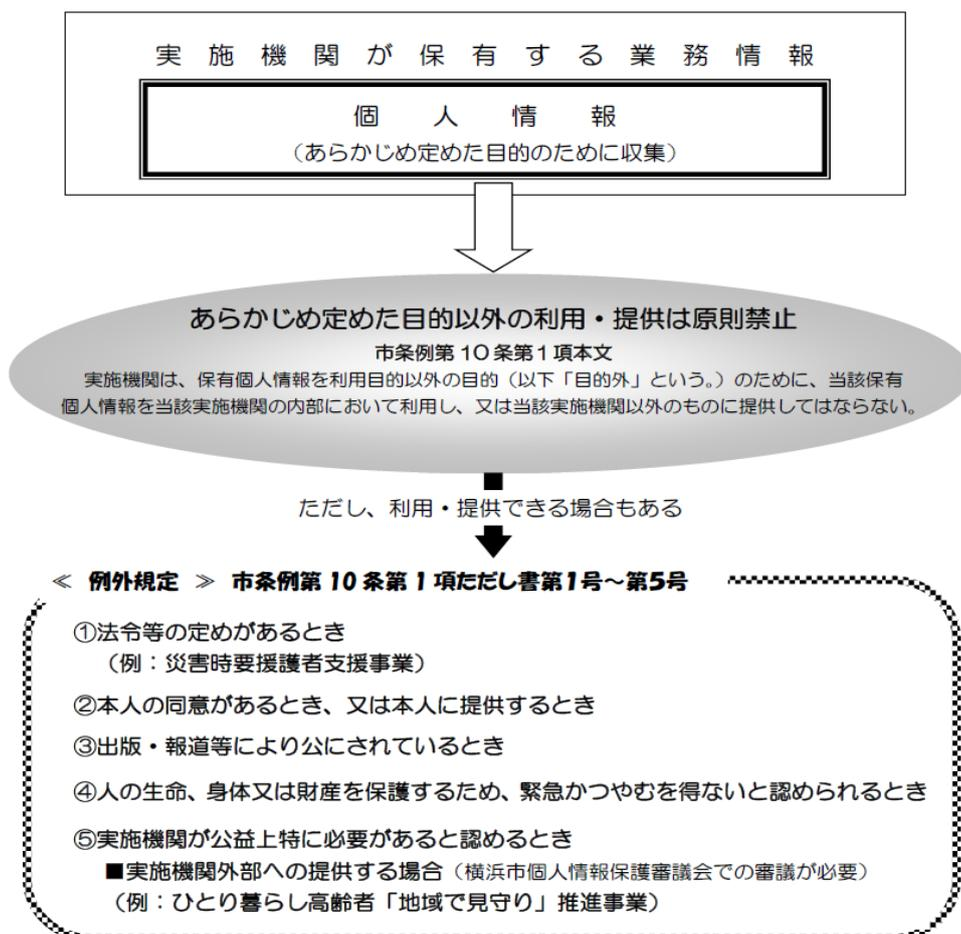 実施機関が保有する業務情報
個人情報
（あらかじめ定めた目的のために収集）
あらかじめ定めた目的以外の利用・提供は原則禁止
市条例第10条第1項本文
実施機関は、保有個人情報を利用目的以外の目的（以下「目的外」という。）のために、当該保有
個人情報を当該実施機関の内部において利用し、又は当該実施機関以外のものに提供してはならない。
ただし、利用・提供できる場合もある
≪ 例外規定 ≫ 市条例第10条第1項ただし書第1号～第5号
①法令等の定めがあるとき
（例：災害時要援護者支援事業）
②本人の同意があるとき、又は本人に提供するとき
③出版・報道等により公にされているとき
④人の生命、身体又は財産を保護するため、緊急かつやむを得ないと認められるとき
⑤実施機関が公益上特に必要があると認めるとき
■実施機関外部への提供する場合（横浜市個人情報保護審議会での審議が必要）
（例：ひとり暮らし高齢者「地域で見守り」推進事業）